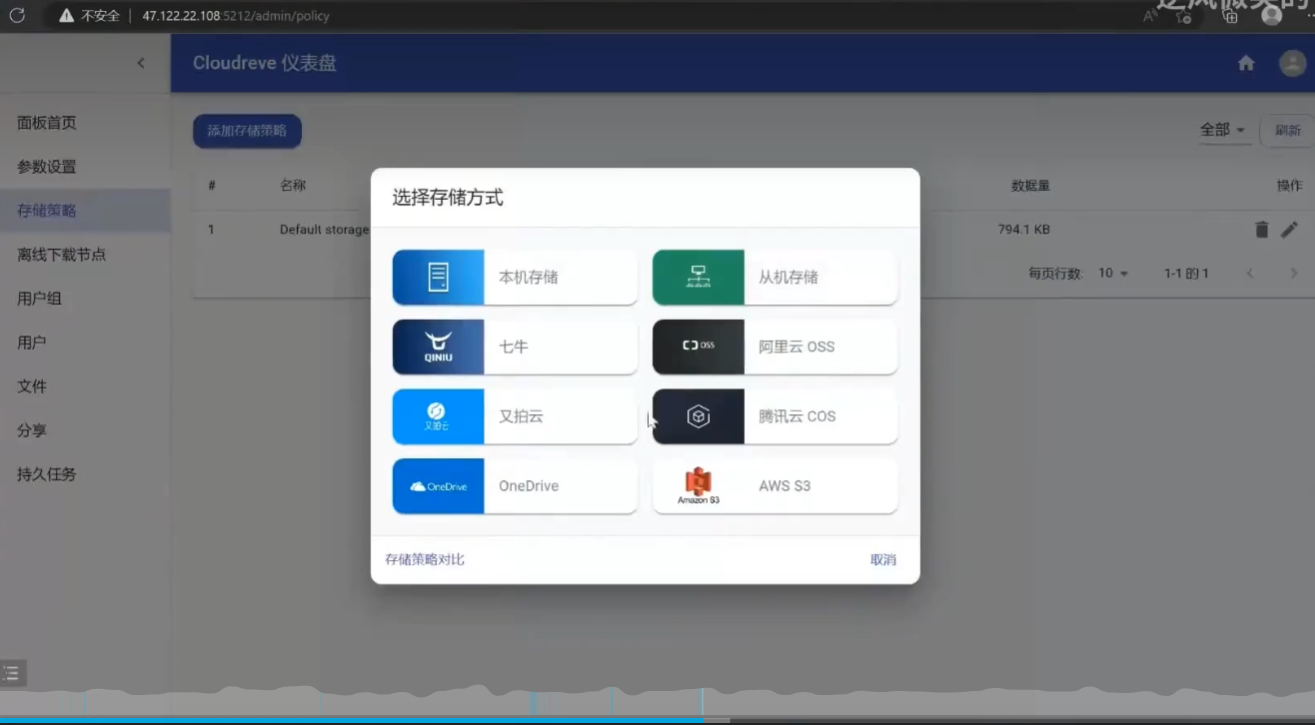 不安全 47.122.22.108:5212/admin/policy
逆风微笑的
Cloudreve 仪表盘
面板首页
参数设置
存储策略
离线下载节点
用户组
用户
文件
分享
持久任务
添加存储策略
全部
刷新
# 名称 数据量 操作
1 Default storage 794.1 KB
每页行数: 10 1-1 的 1
选择存储方式
本机存储
从机存储
QINIU 七牛
OSS 阿里云 OSS
又拍云 又拍云
腾讯云 COS
OneDrive OneDrive
Amazon S3 AWS S3
存储策略对比
取消